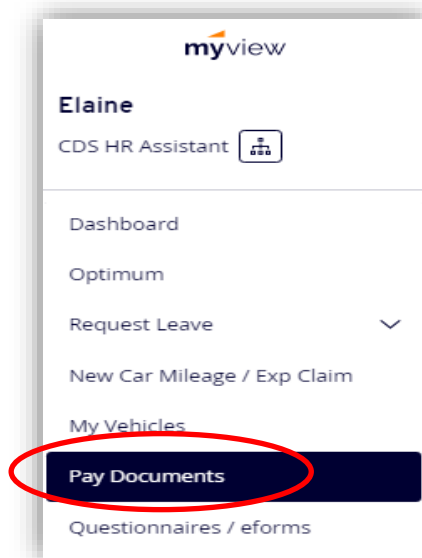 myview
Elaine
CDS HR Assistant
Dashboard
Optimum
Request Leave
New Car Mileage / Exp Claim
My Vehicles
Pay Documents
Questionnaires / eforms